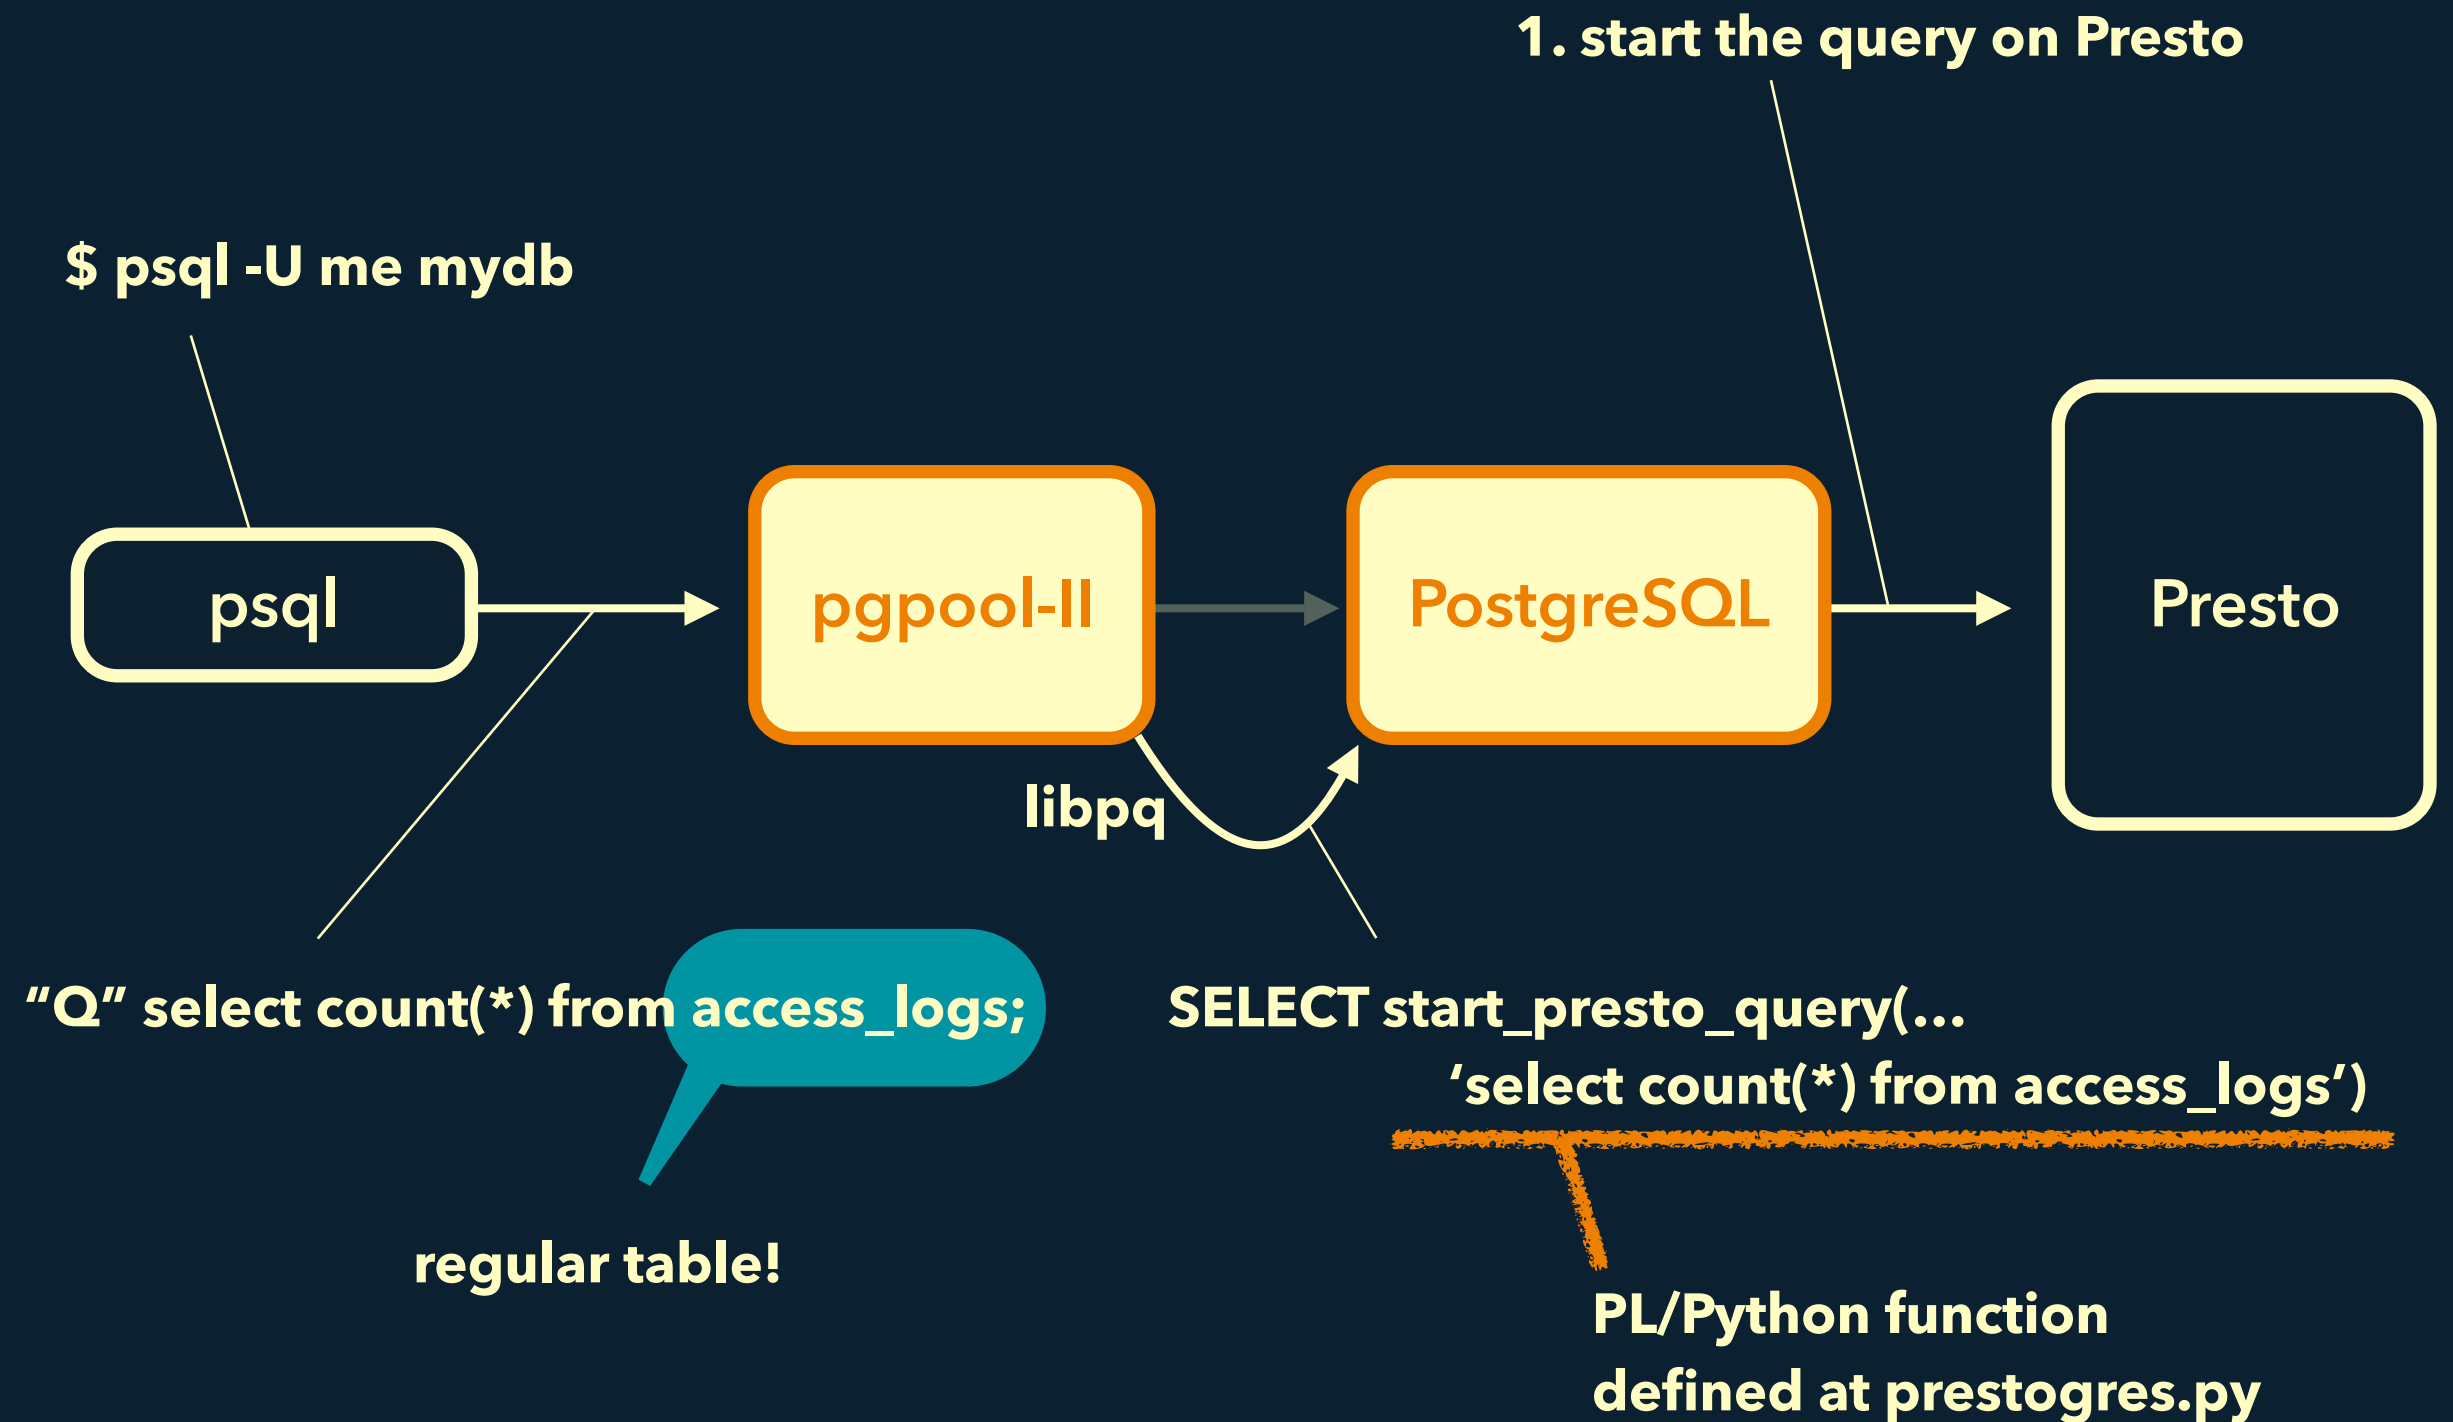 1. start the query on Presto
$ psql -U me mydb
psql
pgpool-II
PostgreSQL
Presto
libpq
"Q" select count(*) from access_logs;
SELECT start_presto_query(…
‘select count(*) from access_logs’)
regular table!
PL/Python function
defined at prestogres.py